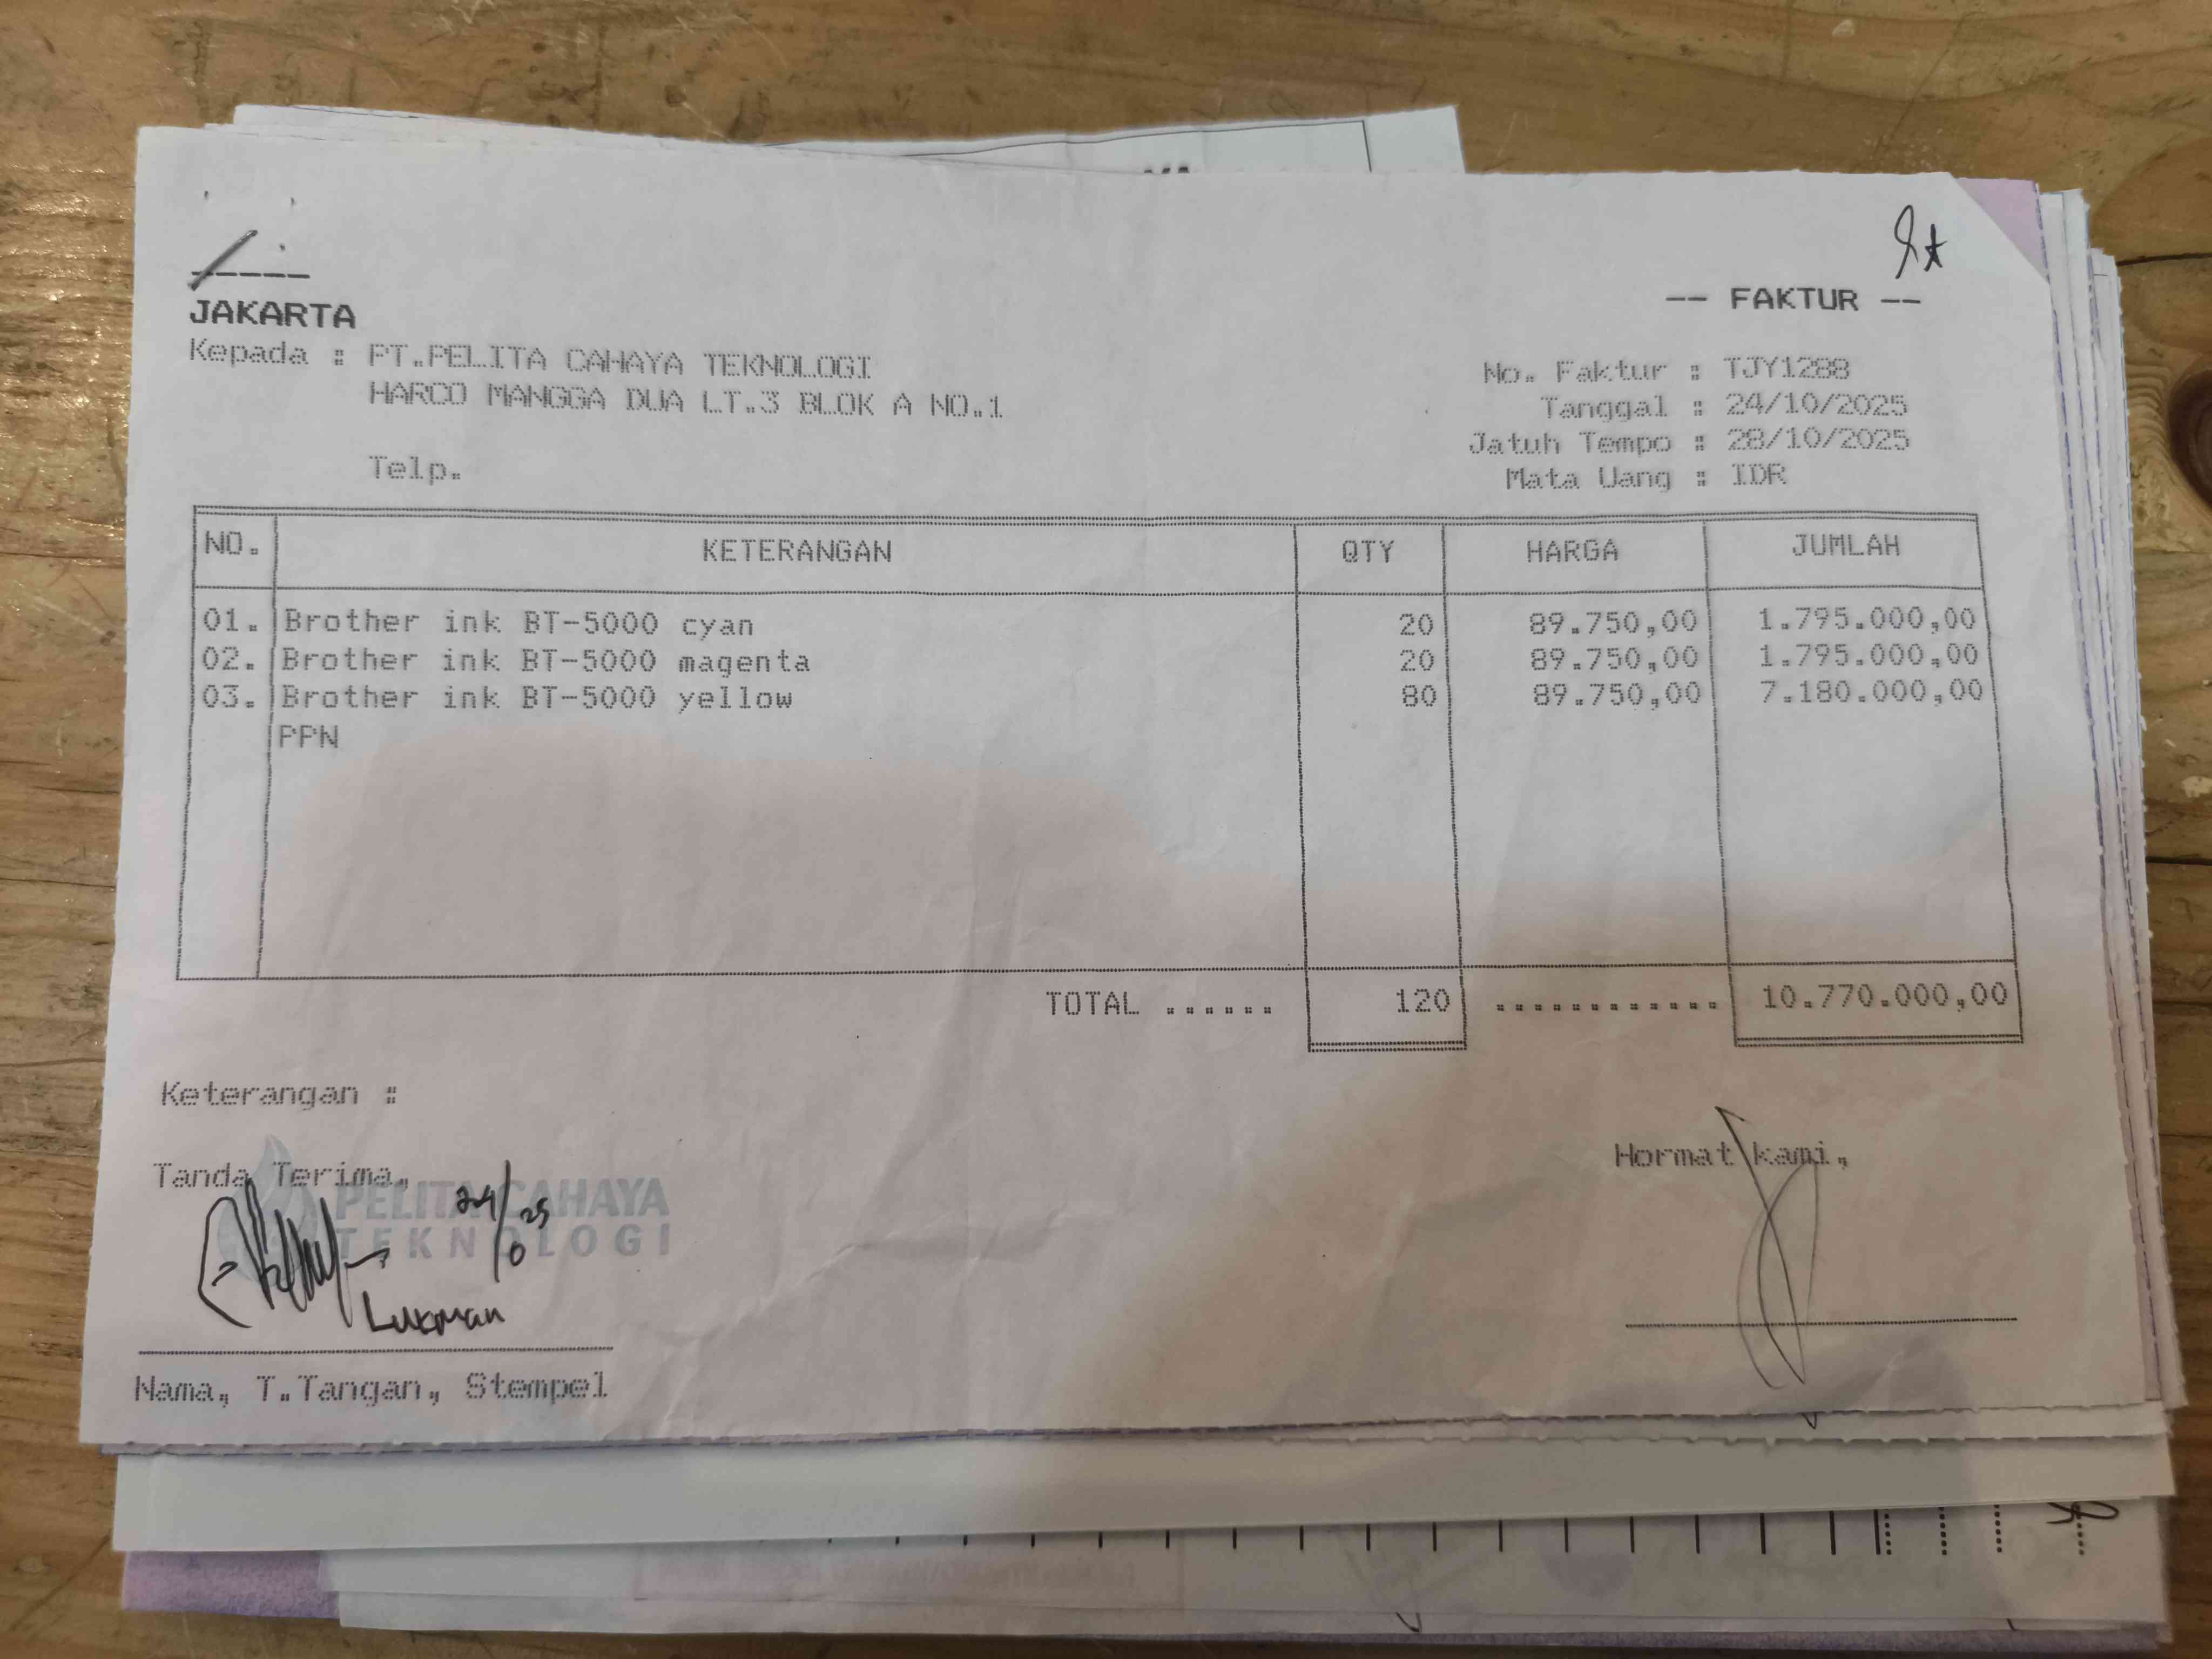 -----
JAKARTA
-- FAKTUR --
Kepada : PT.PELITA CAHAYA TEKNOLOGI
HARCO MANGGA DUA LT.3 BLOK A NO.1
Telp.
No. Faktur : TJY1288
Tanggal : 24/10/2025
Jatuh Tempo : 28/10/2025
Mata Uang : IDR
NO. KETERANGAN QTY HARGA JUMLAH
01. Brother ink BT-5000 cyan 20 89.750,00 1.795.000,00
02. Brother ink BT-5000 magenta 20 89.750,00 1.795.000,00
03. Brother ink BT-5000 yellow 80 89.750,00 7.180.000,00
PPN
TOTAL ...... 120 ............ 10.770.000,00
Keterangan :
Tanda Terima,
Hormat kami,
PELITA CAHAYA
TEKNOLOGI
Lukman
Nama, T.Tangan, Stempel